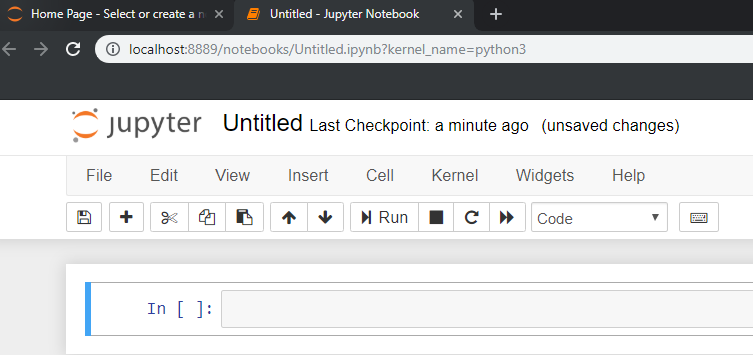 Home Page - Select or create a n
Untitled - Jupyter Notebook
localhost:8889/notebooks/Untitled.ipynb?kernel_name=python3
jupyter Untitled Last Checkpoint: a minute ago (unsaved changes)
File Edit View Insert Cell Kernel Widgets Help
Run Code
In [ ]: